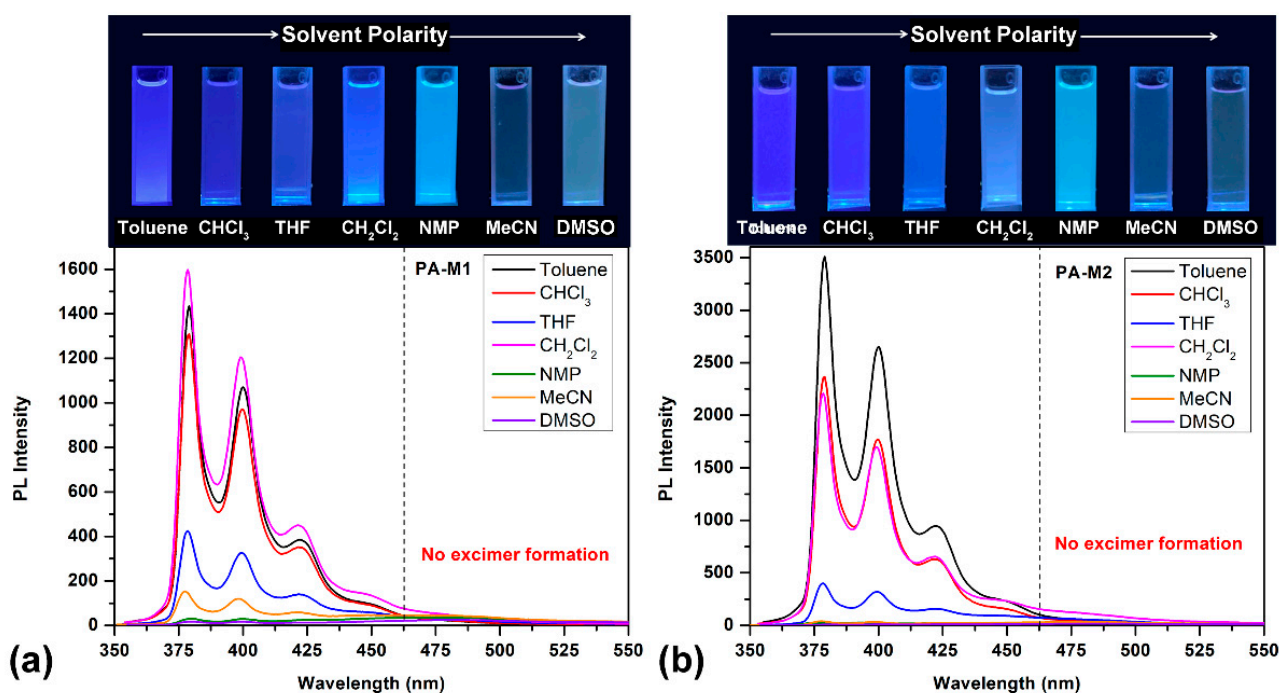 Solvent Polarity
Toluene CHCl₃ THF CH₂Cl₂ NMP MeCN DMSO
PA-M1
Toluene
CHCl₃
THF
CH₂Cl₂
NMP
MeCN
DMSO
No excimer formation
PL Intensity
1600
1400
1200
1000
800
600
400
200
0
350 375 400 425 450 475 500 525 550
Wavelength (nm)
(a)
Solvent Polarity
Toluene CHCl₃ THF CH₂Cl₂ NMP MeCN DMSO
PA-M2
Toluene
CHCl₃
THF
CH₂Cl₂
NMP
MeCN
DMSO
No excimer formation
PL Intensity
3500
3000
2500
2000
1500
1000
500
0
350 375 400 425 450 475 500 525 550
Wavelength (nm)
(b)